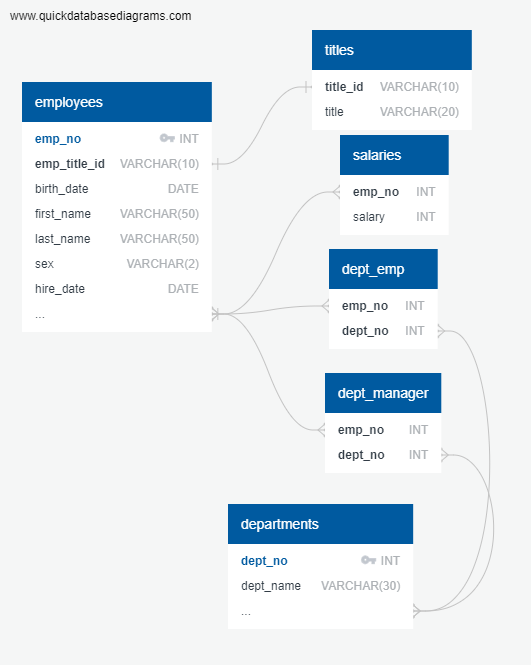 www.quickdatabasediagrams.com
employees
emp_no INT
emp_title_id VARCHAR(10)
birth_date DATE
first_name VARCHAR(50)
last_name VARCHAR(50)
sex VARCHAR(2)
hire_date DATE
...
titles
title_id VARCHAR(10)
title VARCHAR(20)
salaries
emp_no INT
salary INT
dept_emp
emp_no INT
dept_no INT
dept_manager
emp_no INT
dept_no INT
departments
dept_no INT
dept_name VARCHAR(30)
...